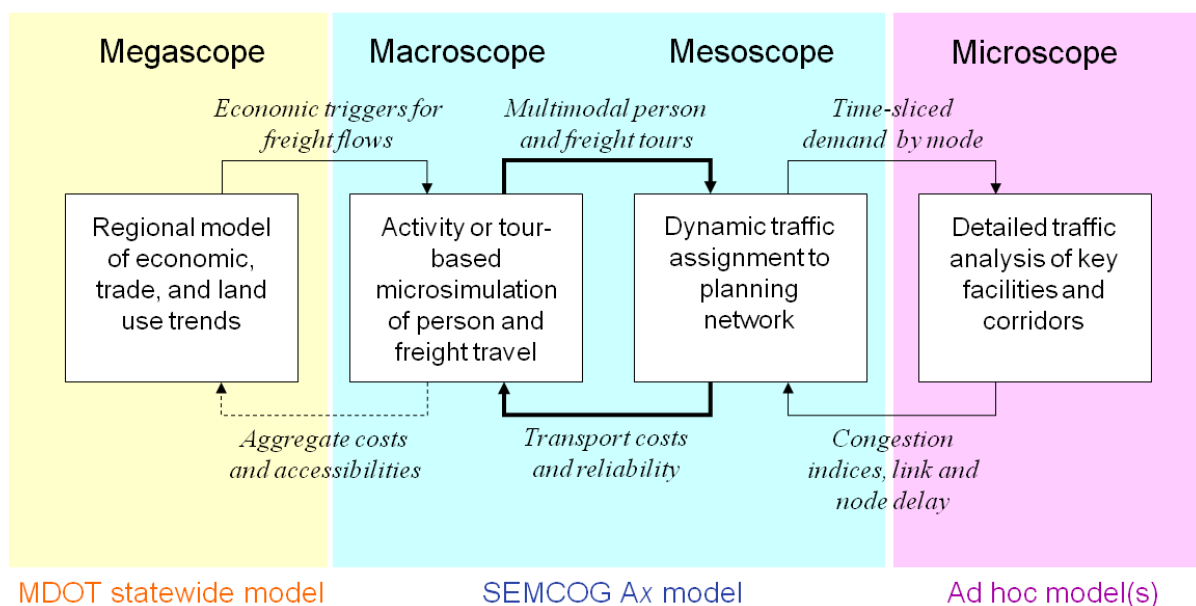 Megascope
Macroscope
Mesoscope
Microscope
Economic triggers for
freight flows
Multimodal person
and freight tours
Time-sliced
demand by mode
Regional model
of economic,
trade, and land
use trends
Activity or tour-
based
microsimulation
of person and
freight travel
Dynamic traffic
assignment to
planning
network
Detailed traffic
analysis of key
facilities and
corridors
Aggregate costs
and accessibilities
Transport costs
and reliability
Congestion
indices, link and
node delay
MDOT statewide model
SEMCOG Ax model
Ad hoc model(s)